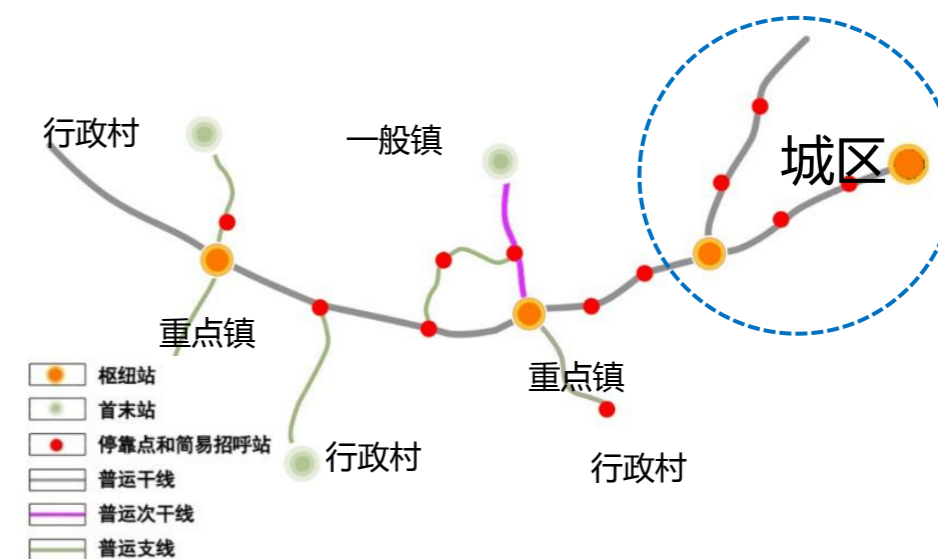 行政村
一般镇
城区
重点镇
重点镇
行政村
行政村
枢纽站
首末站
停靠点和简易招呼站
普运干线
普运次干线
普运支线